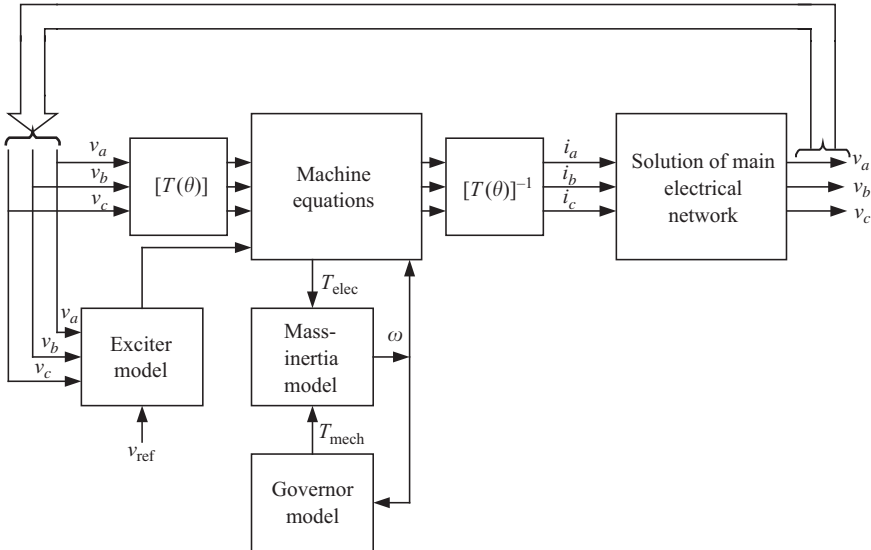 v_a
v_b
v_c
[T(θ)]
Machine
equations
[T(θ)]⁻¹
i_a
i_b
i_c
Solution of main
electrical
network
v_a
v_b
v_c
T_elec
v_a
v_b
v_c
Exciter
model
Mass-
inertia
model
ω
v_ref
T_mech
Governor
model